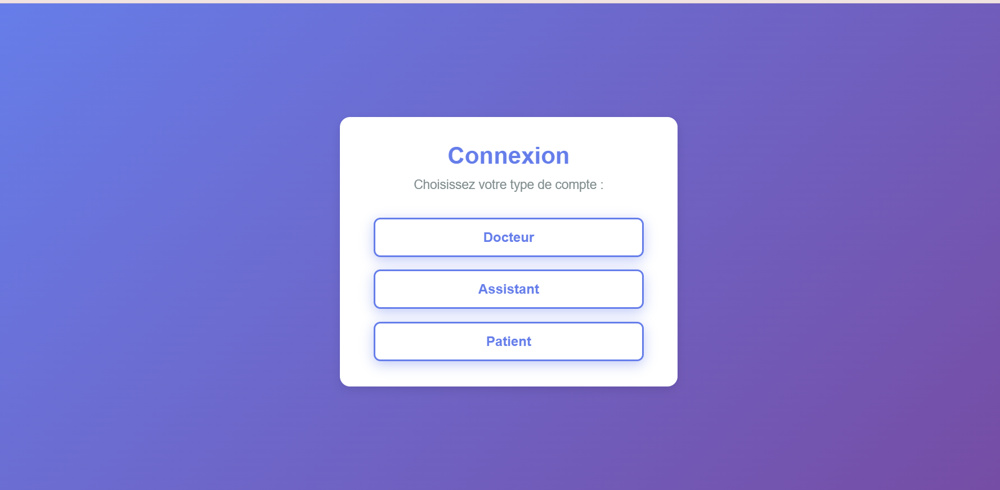 Connexion
Choisissez votre type de compte :
Docteur
Assistant
Patient